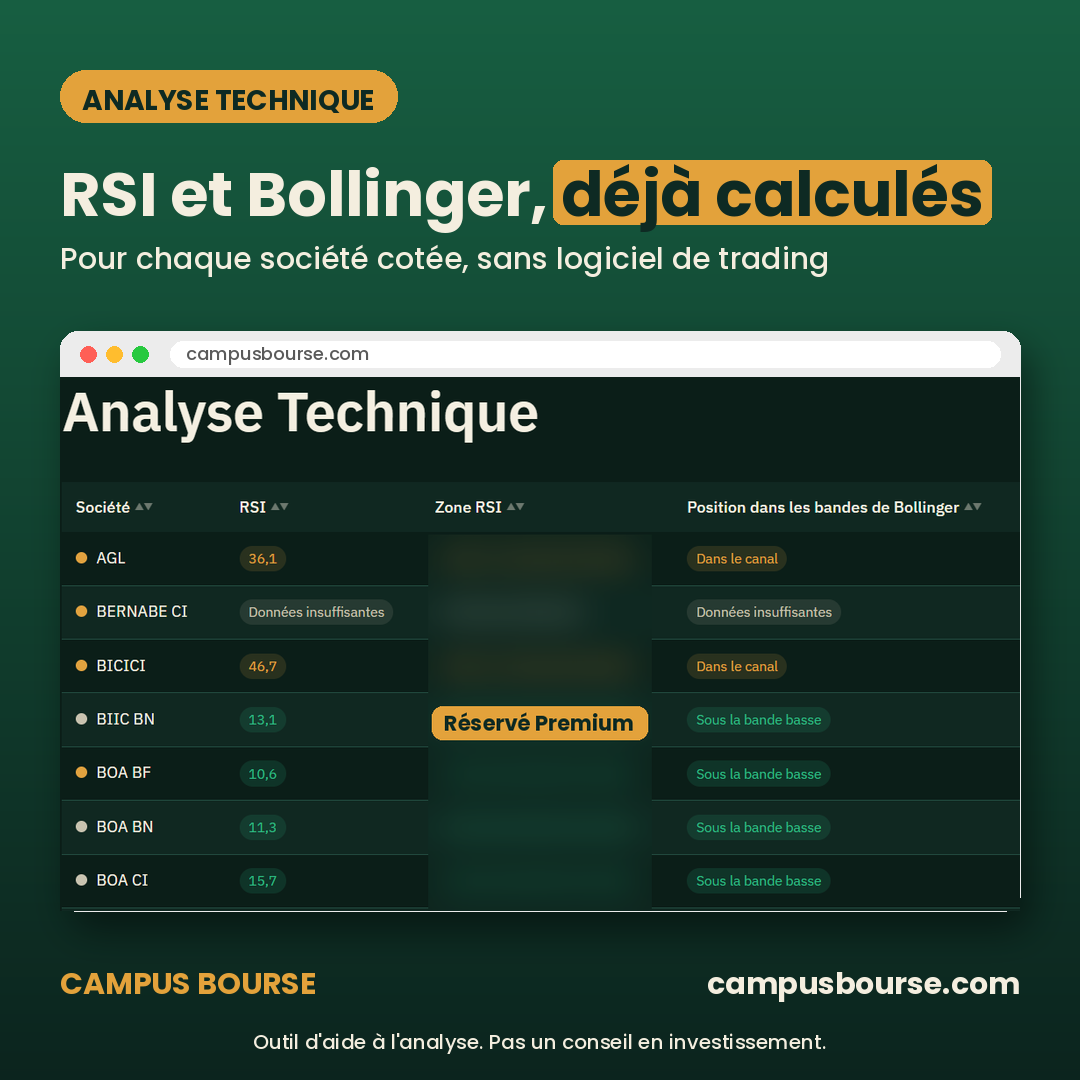 ANALYSE TECHNIQUE
RSI et Bollinger, déjà calculés
Pour chaque société cotée, sans logiciel de trading
campusbourse.com
Analyse Technique
Société RSI Zone RSI Position dans les bandes de Bollinger
AGL 36,1 Dans le canal
BERNABE CI Données insuffisantes Données insuffisantes
BICICI 46,7 Dans le canal
BIIC BN 13,1 Réservé Premium Sous la bande basse
BOA BF 10,6 Sous la bande basse
BOA BN 11,3 Sous la bande basse
BOA CI 15,7 Sous la bande basse
CAMPUS BOURSE campusbourse.com
Outil d'aide à l'analyse. Pas un conseil en investissement.